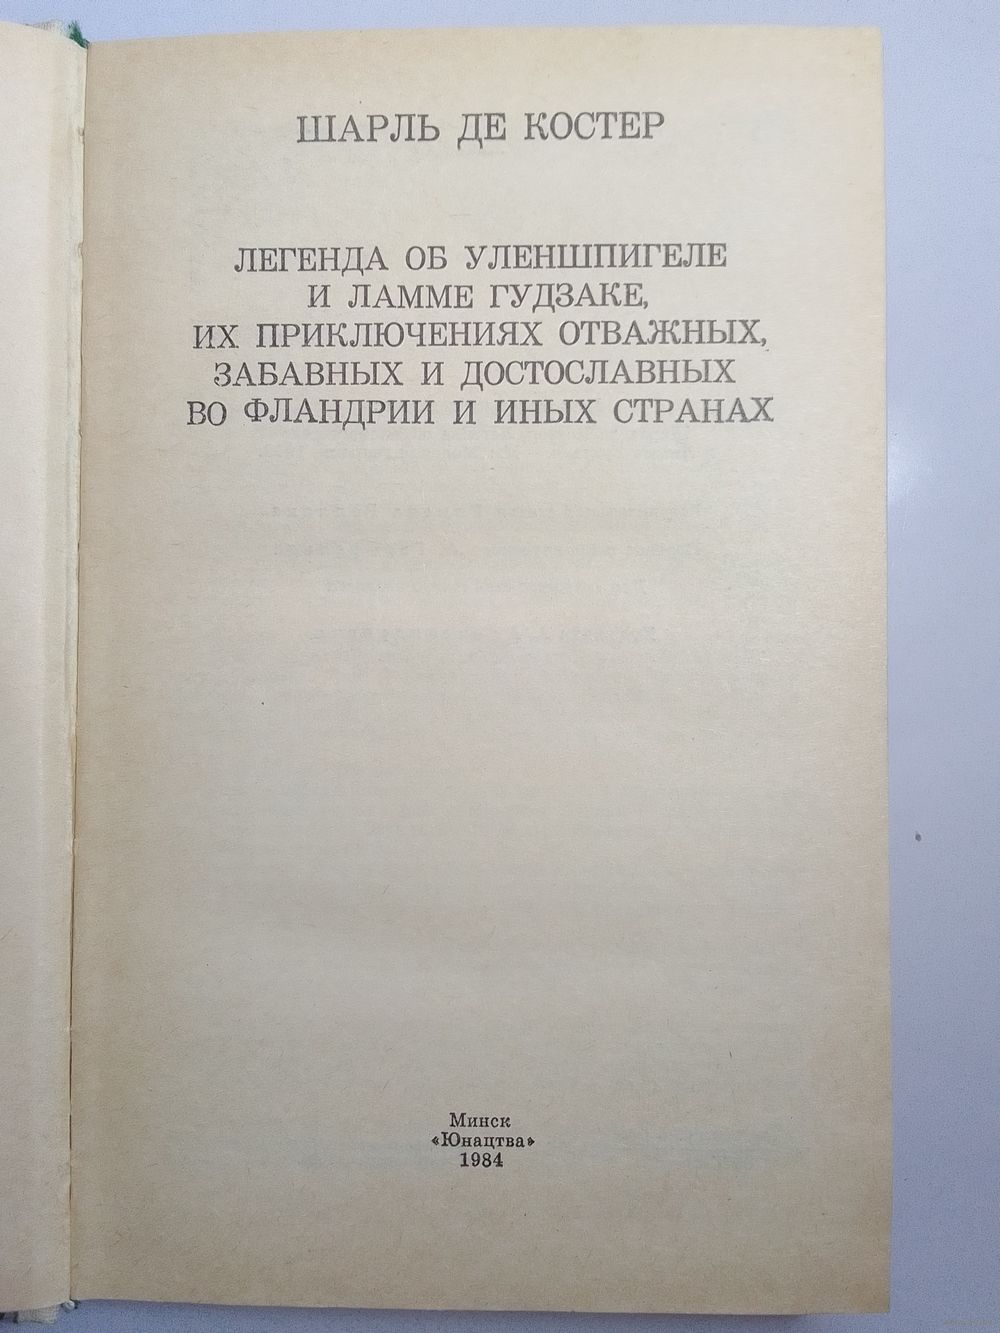 ШАРЛЬ ДЕ КОСТЕР
ЛЕГЕНДА ОБ УЛЕНШПИГЕЛЕ
И ЛАММЕ ГУДЗАКЕ,
ИХ ПРИКЛЮЧЕНИЯХ ОТВАЖНЫХ,
ЗАБАВНЫХ И ДОСТОСЛАВНЫХ
ВО ФЛАНДРИИ И ИНЫХ СТРАНАХ
Минск
«Юнацтва»
1984